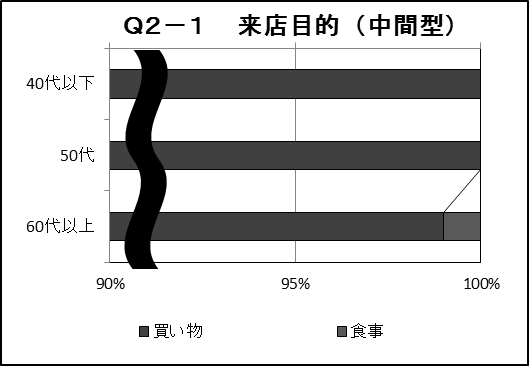 Q2－1　来店目的（中間型）
40代以下
50代
60代以上
90%　95%　100%
買い物　食事